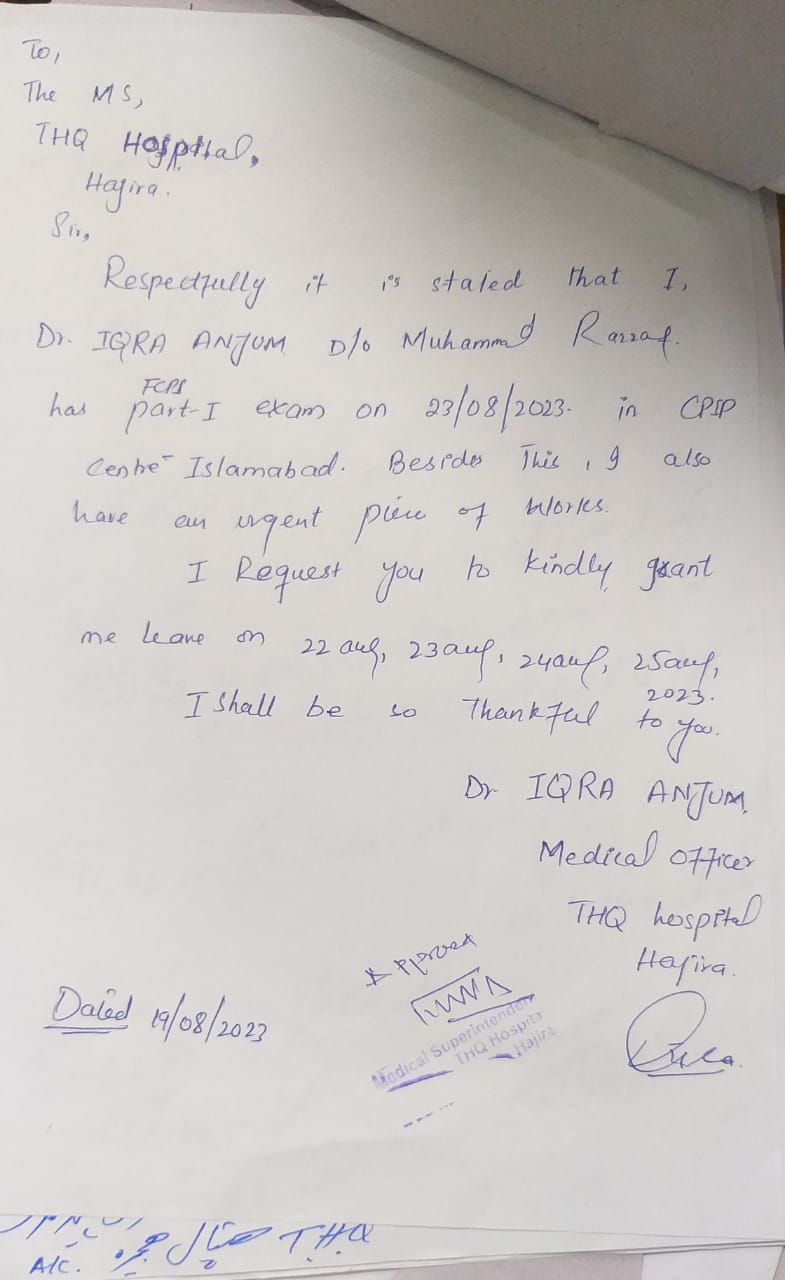 To,
The MS,
THQ Hospital,
Hajira.
Sir,
Respectfully it is stated that I,
Dr. IQRA ANJUM D/o Muhammad Razzaq.
has FCPS part-I exam on 23/08/2023. in CPSP
Centre Islamabad. Besides This, I also
have an urgent piece of works.
I Request you to kindly grant
me leave on 22 aug, 23 aug, 24 aug, 25 aug,
2023.
I Shall be so Thankful to you.
Dr IQRA ANJUM
Medical Officer
THQ hospital
Hajira.
Approved
Dated 19/08/2023
Medical Superintendent
THQ Hospital
Hajira
THQ
A/C.